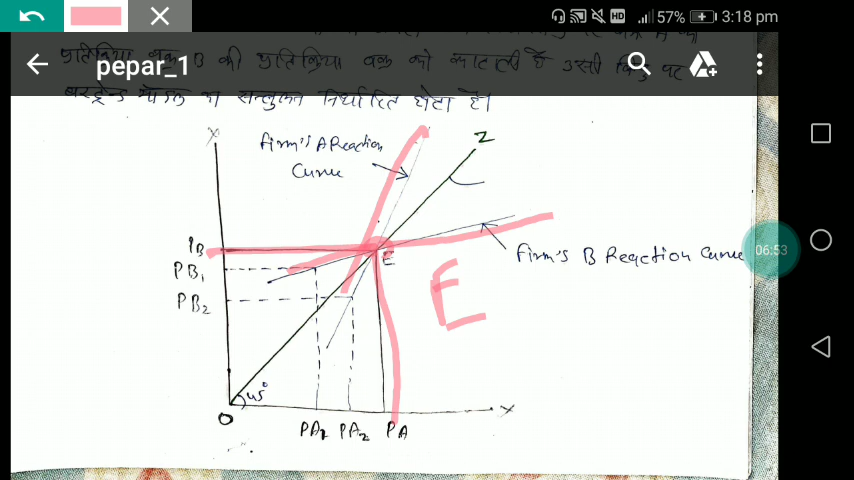 57% 3:18 pm
pepar_1
प्रतिक्रिया वक्र B की प्रतिक्रिया वक्र को काटती है उसी बिन्दु पर
का सन्तुलन निर्धारित होता है।
Y
Firm's A Reaction
Curve
Z
PB
E
Firm's B Reaction Curve
PB1
E
PB2
06:53
45°
O
X
PA1 PA2 PA